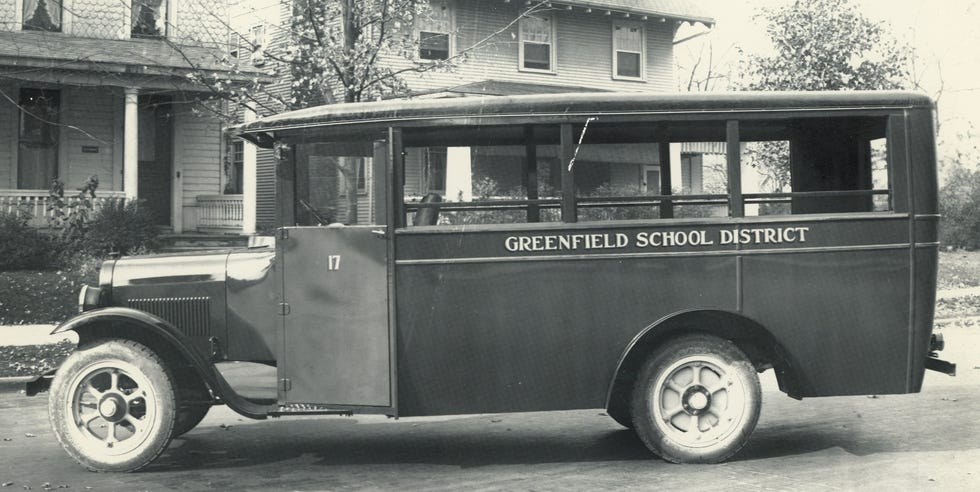 GREENFIELD SCHOOL DISTRICT
17